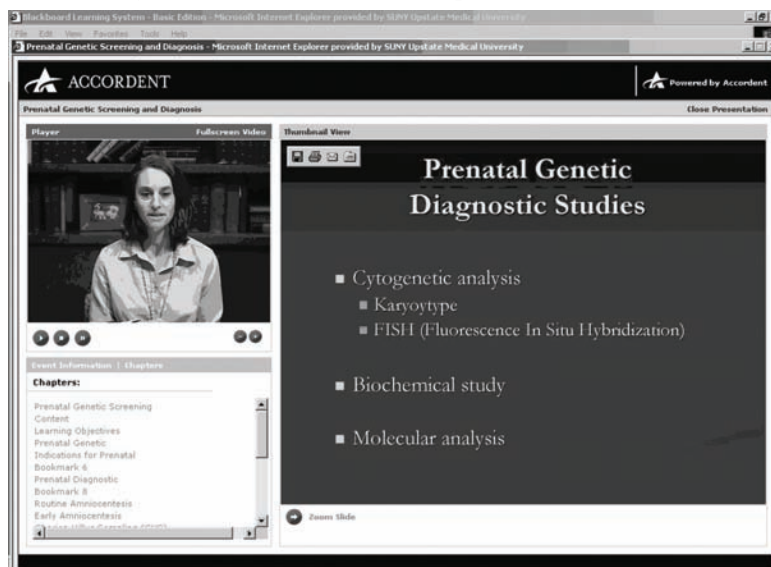 Blackboard Learning System - Basic Edition - Microsoft Internet Explorer provided by SUNY Upstate Medical University
File Edit View Favorites Tools Help
Prenatal Genetic Screening and Diagnosis - Microsoft Internet Explorer provided by SUNY Upstate Medical University
ACCORDENT
Powered by Accordent
Prenatal Genetic Screening and Diagnosis
Close Presentation
Player
Fullscreen Video
Thumbnail View
Prenatal Genetic
Diagnostic Studies
Cytogenetic analysis
Karyoytype
FISH (Fluorescence In Situ Hybridization)
Biochemical study
Molecular analysis
Event Information | Chapters
Chapters:
Prenatal Genetic Screening
Content
Learning Objectives
Prenatal Genetic
Indications for Prenatal
Bookmark 6
Prenatal Diagnostic
Bookmark 8
Routine Amniocentesis
Early Amniocentesis
Zoom Slide